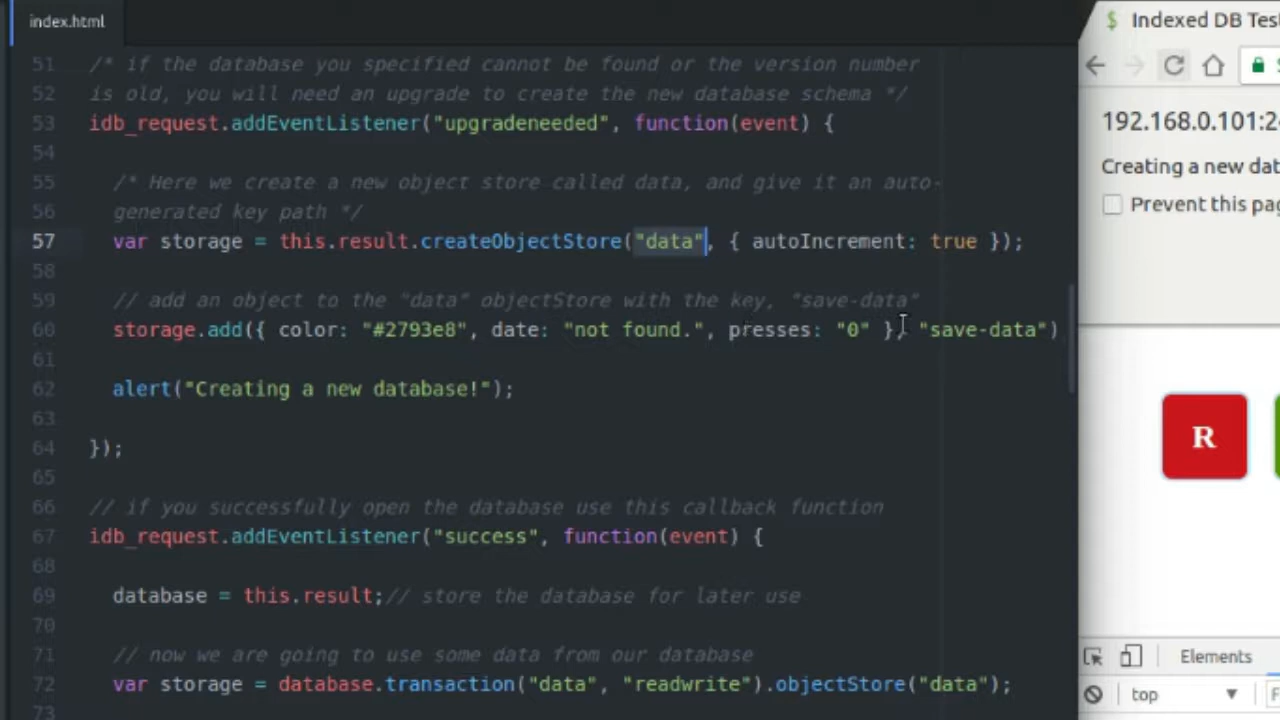 index.html
51 /* if the database you specified cannot be found or the version number
52 is old, you will need an upgrade to create the new database schema */
53 idb_request.addEventListener("upgradeneeded", function(event) {
54
55 /* Here we create a new object store called data, and give it an auto-
56 generated key path */
57 var storage = this.result.createObjectStore("data", { autoIncrement: true });
58
59 // add an object to the "data" objectStore with the key, "save-data"
60 storage.add({ color: "#2793e8", date: "not found.", presses: "0" }, "save-data")
61
62 alert("Creating a new database!");
63
64 });
65
66 // if you successfully open the database use this callback function
67 idb_request.addEventListener("success", function(event) {
68
69 database = this.result;// store the database for later use
70
71 // now we are going to use some data from our database
72 var storage = database.transaction("data", "readwrite").objectStore("data");
73
$ Indexed DB Tes
192.168.0.101:2
Creating a new dat
Prevent this pag
R
Elements
top